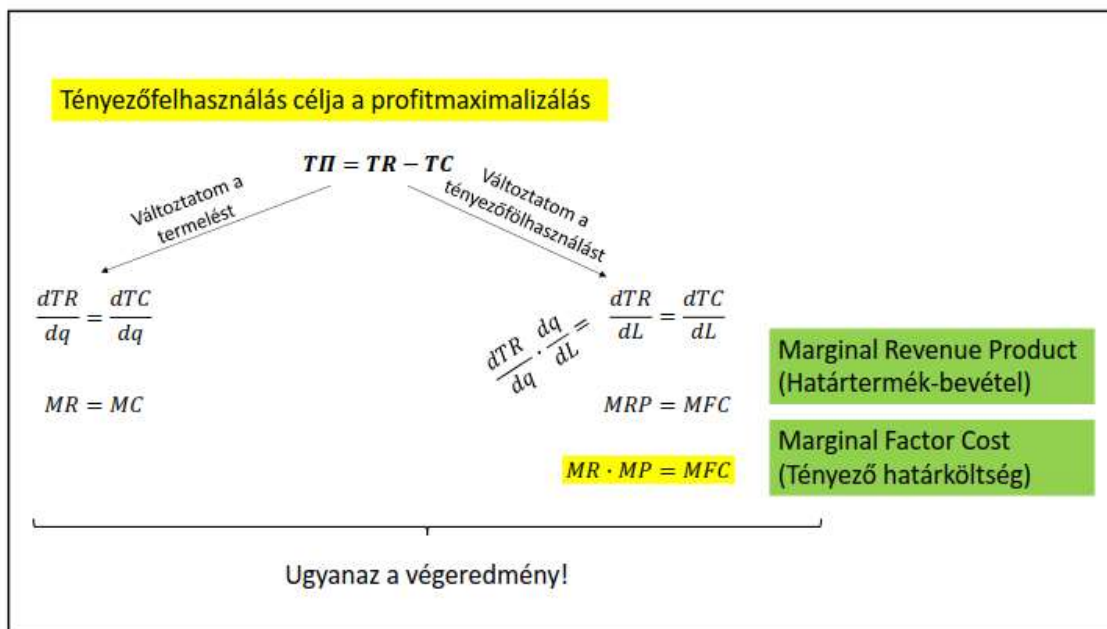 Tényezőfelhasználás célja a profitmaximalizálás
TΠ = TR − TC
Változtatom a
termelést
Változtatom a
tényezőfölhasználást
dTR/dq = dTC/dq
dTR/dq · dq/dL =
dTR/dL = dTC/dL
MR = MC
MRP = MFC
MR · MP = MFC
Marginal Revenue Product
(Határtermék-bevétel)
Marginal Factor Cost
(Tényező határköltség)
Ugyanaz a végeredmény!